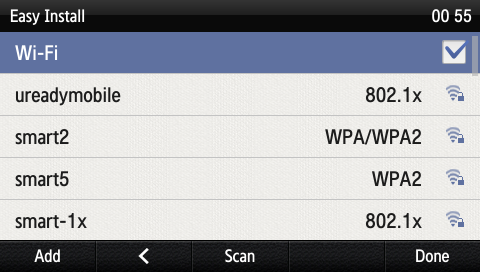 Easy Install 00 55
Wi-Fi
ureadymobile 802.1x
smart2 WPA/WPA2
smart5 WPA2
smart-1x 802.1x
Add Scan Done